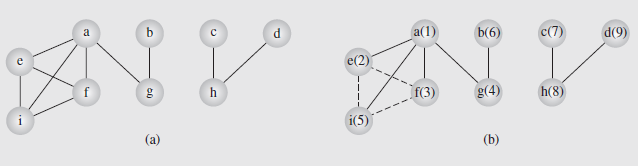 a b c d
e
f g h
i
(a)
a(1) b(6) c(7) d(9)
e(2)
f(3) g(4) h(8)
i(5)
(b)